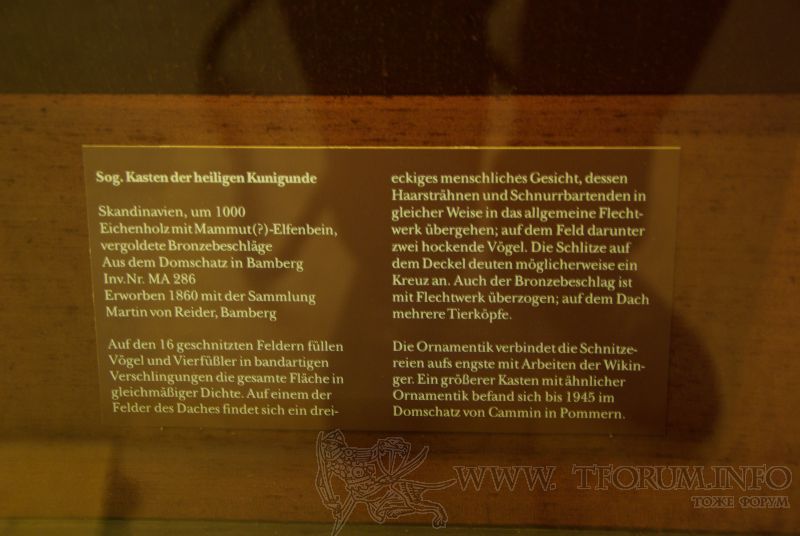 Sog. Kasten der heiligen Kunigunde
Skandinavien, um 1000
Eichenholz mit Mammut(?)-Elfenbein,
vergoldete Bronzebeschläge
Aus dem Domschatz in Bamberg
Inv.Nr. MA 286
Erworben 1860 mit der Sammlung
Martin von Reider, Bamberg
Auf den 16 geschnitzten Feldern füllen
Vögel und Vierfüßler in bandartigen
Verschlingungen die gesamte Fläche in
gleichmäßiger Dichte. Auf einem der
Felder des Daches findet sich ein drei-
eckiges menschliches Gesicht, dessen
Haarsträhnen und Schnurrbartenden in
gleicher Weise in das allgemeine Flecht-
werk übergehen; auf dem Feld darunter
zwei hockende Vögel. Die Schlitze auf
dem Deckel deuten möglicherweise ein
Kreuz an. Auch der Bronzebeschlag ist
mit Flechtwerk überzogen; auf dem Dach
mehrere Tierköpfe.
Die Ornamentik verbindet die Schnitze-
reien aufs engste mit Arbeiten der Wikin-
ger. Ein größerer Kasten mit ähnlicher
Ornamentik befand sich bis 1945 im
Domschatz von Cammin in Pommern.
WWW. TFORUM.INFO
ТОЖЕ ФОРУМ